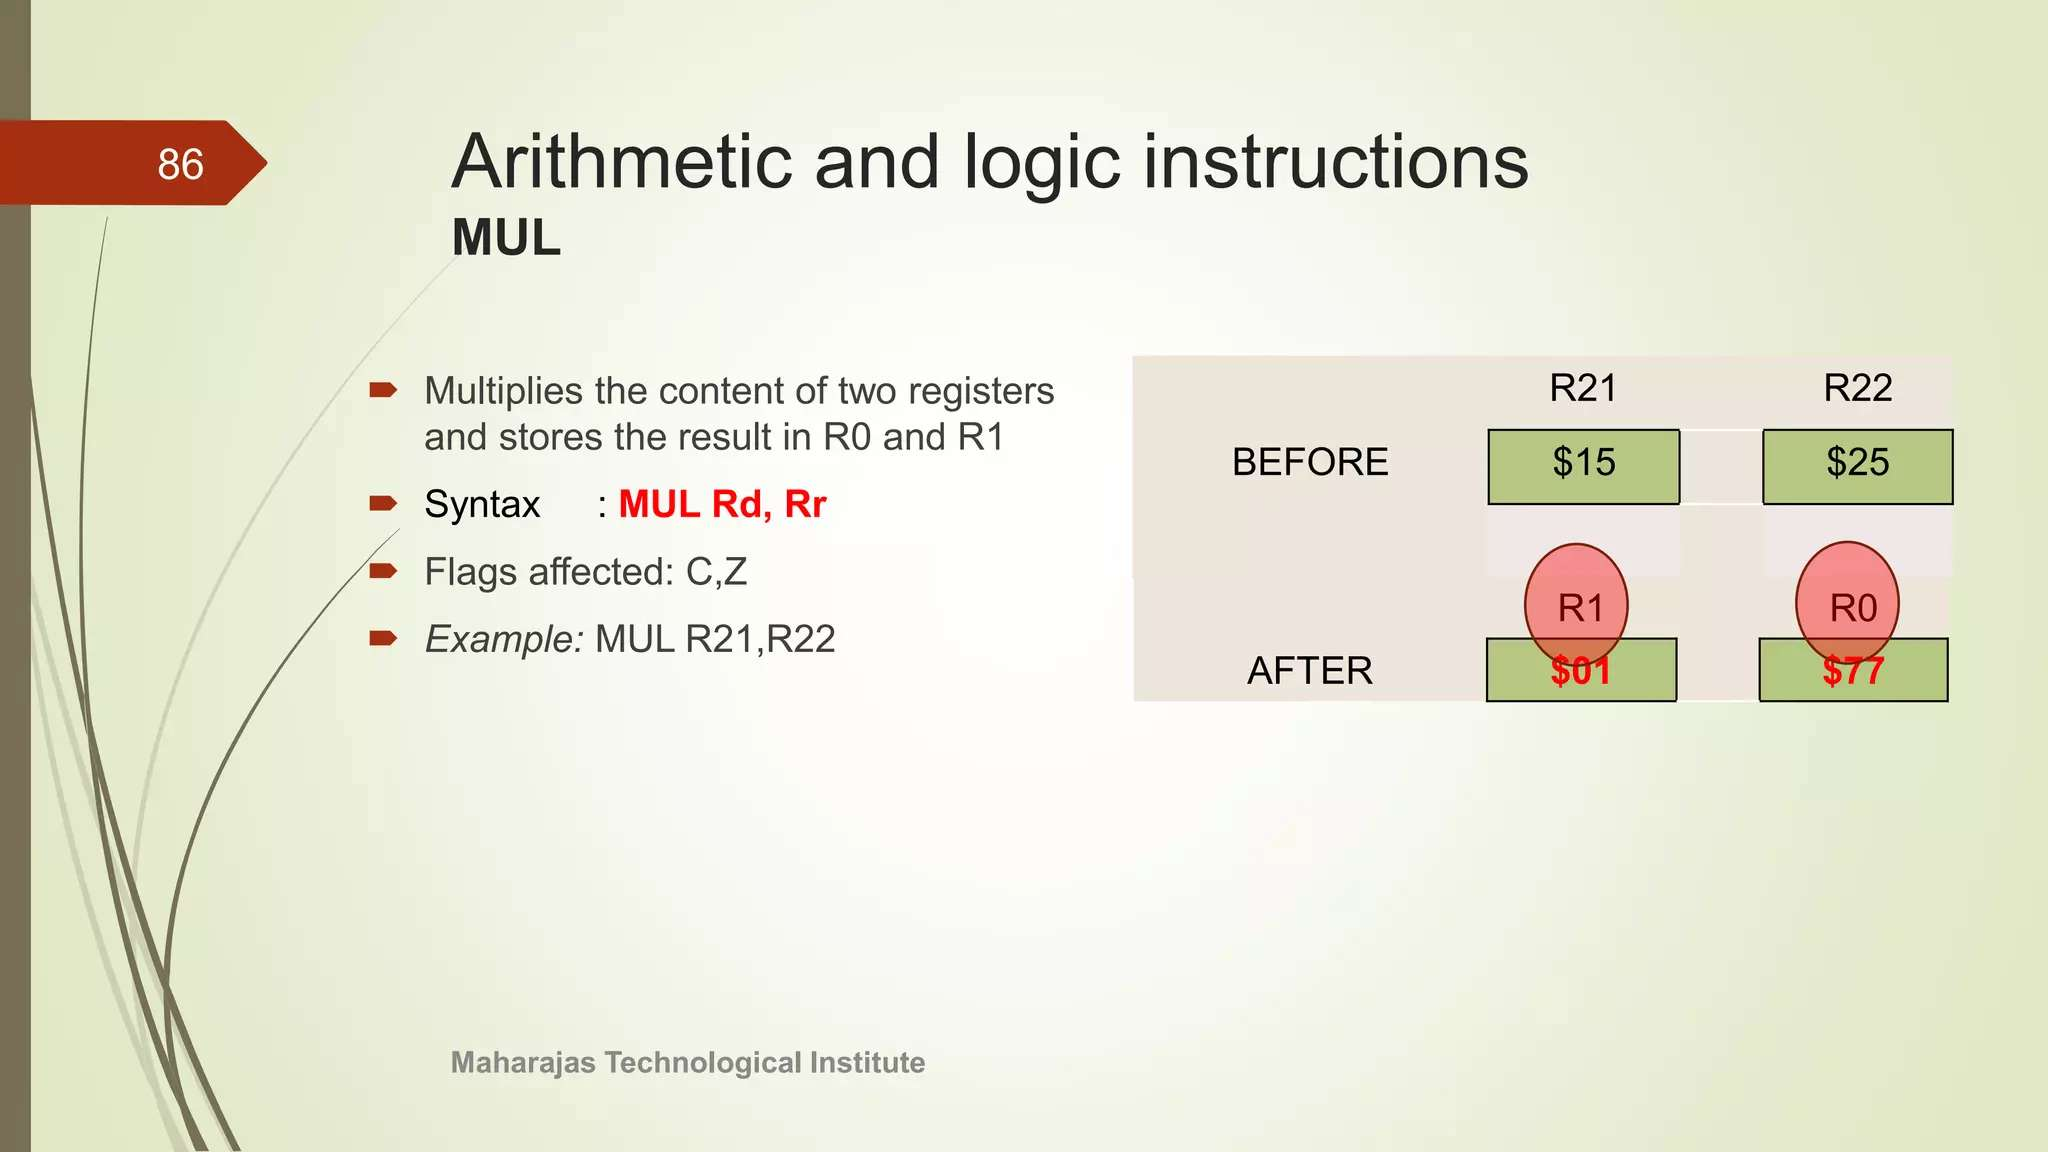 86
Arithmetic and logic instructions
MUL
Multiplies the content of two registers
and stores the result in R0 and R1
Syntax : MUL Rd, Rr
Flags affected: C,Z
Example: MUL R21,R22
R21 R22
BEFORE $15 $25
R1 R0
AFTER $01 $77
Maharajas Technological Institute